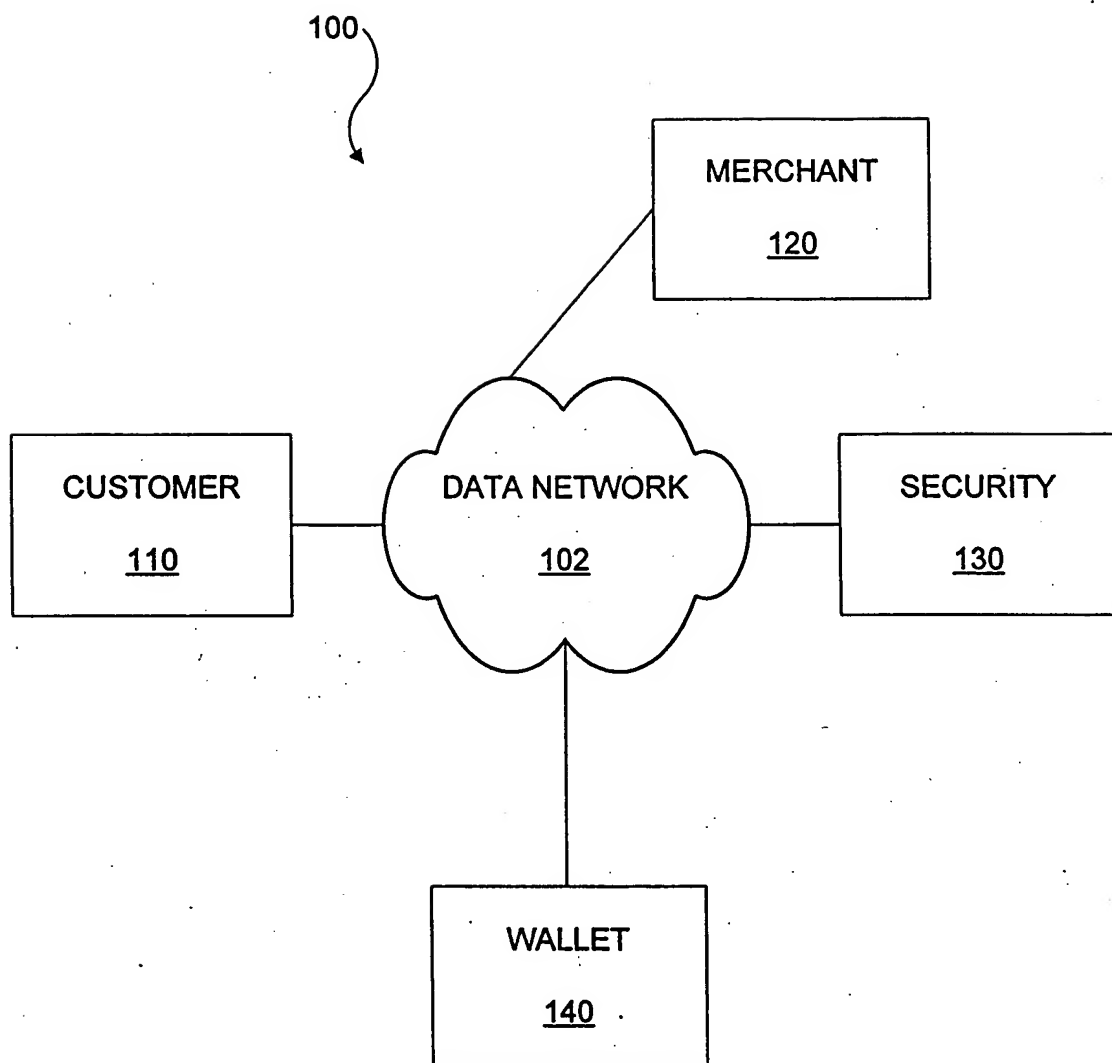 100
MERCHANT
120
CUSTOMER
110
DATA NETWORK
102
SECURITY
130
WALLET
140